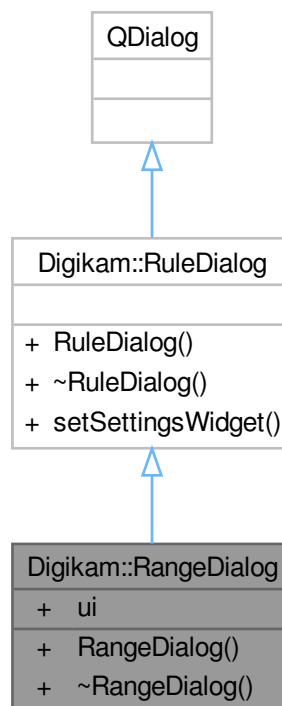 QDialog
Digikam::RuleDialog
+ RuleDialog()
+ ~RuleDialog()
+ setSettingsWidget()
Digikam::RangeDialog
+ ui
+ RangeDialog()
+ ~RangeDialog()